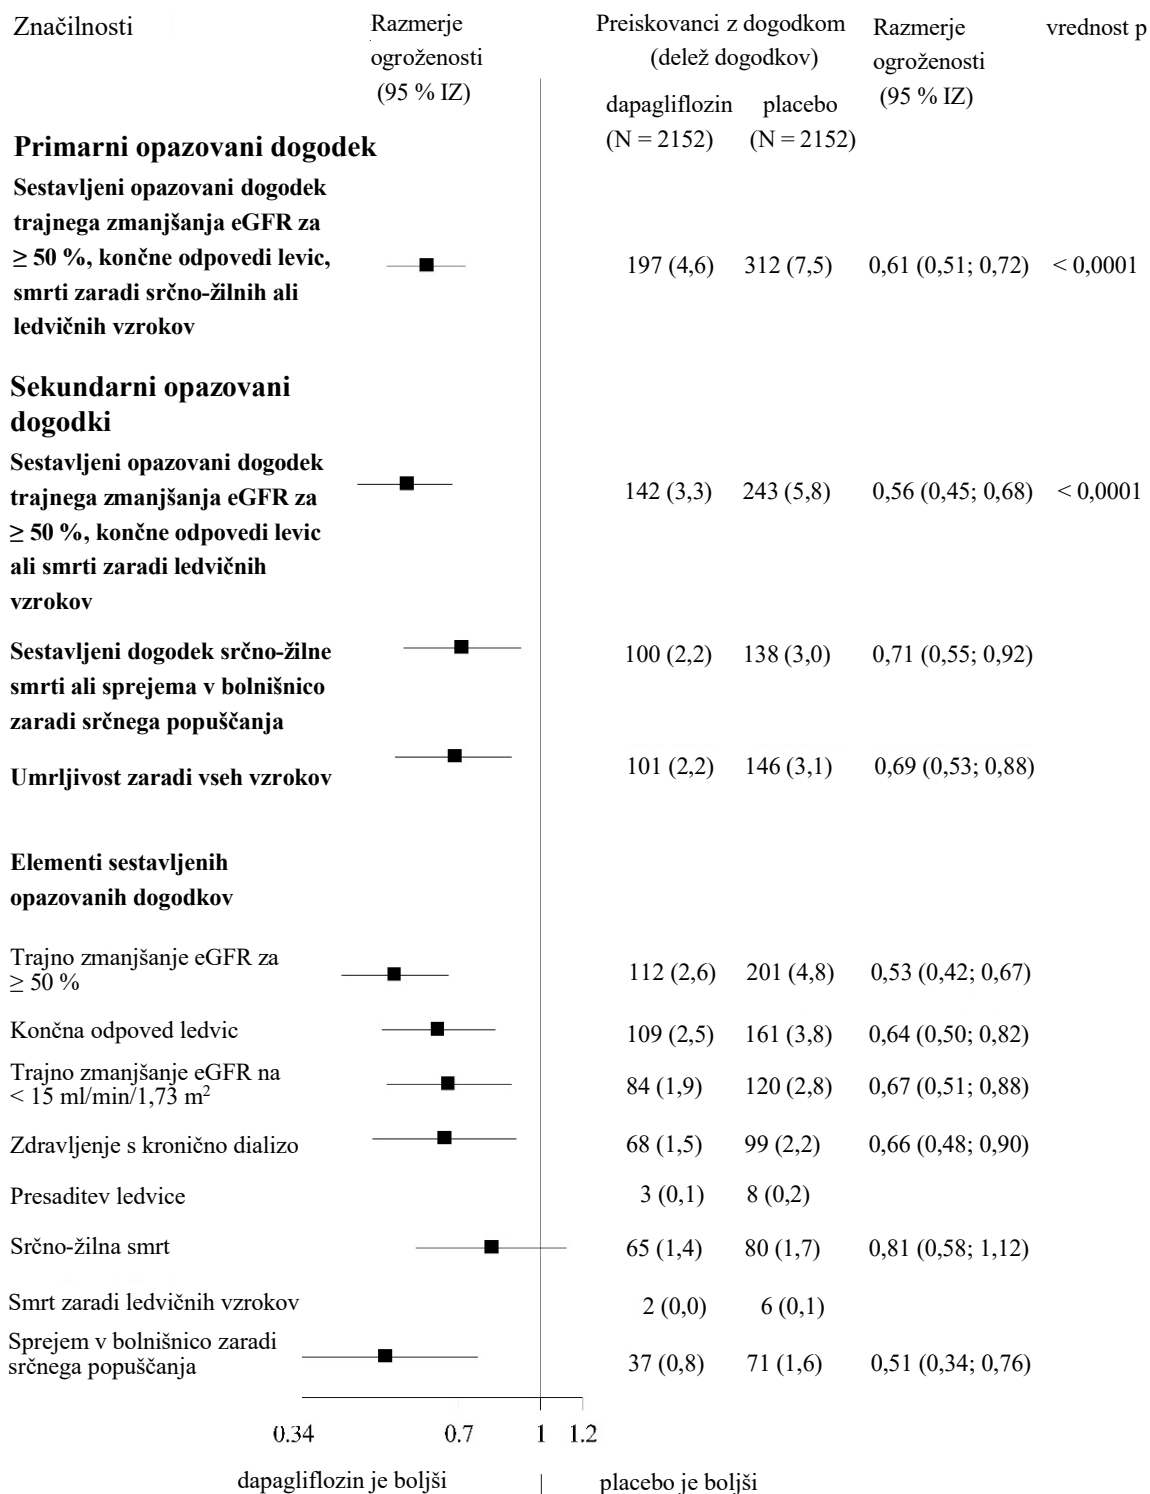 Značilnosti
Razmerje
ogroženosti
(95 % IZ)
Preiskovanci z dogodkom
(delež dogodkov)
dapagliflozin placebo
(N = 2152) (N = 2152)
Razmerje
ogroženosti
(95 % IZ)
vrednost p
Primarni opazovani dogodek
Sestavljeni opazovani dogodek
trajnega zmanjšanja eGFR za
≥ 50 %, končne odpovedi levic,
smrti zaradi srčno-žilnih ali
ledvičnih vzrokov
197 (4,6) 312 (7,5) 0,61 (0,51; 0,72) < 0,0001
Sekundarni opazovani
dogodki
Sestavljeni opazovani dogodek
trajnega zmanjšanja eGFR za
≥ 50 %, končne odpovedi levic
ali smrti zaradi ledvičnih
vzrokov
142 (3,3) 243 (5,8) 0,56 (0,45; 0,68) < 0,0001
Sestavljeni dogodek srčno-žilne
smrti ali sprejema v bolnišnico
zaradi srčnega popuščanja
100 (2,2) 138 (3,0) 0,71 (0,55; 0,92)
Umrljivost zaradi vseh vzrokov
101 (2,2) 146 (3,1) 0,69 (0,53; 0,88)
Elementi sestavljenih
opazovanih dogodkov
Trajno zmanjšanje eGFR za
≥ 50 %
112 (2,6) 201 (4,8) 0,53 (0,42; 0,67)
Končna odpoved ledvic
109 (2,5) 161 (3,8) 0,64 (0,50; 0,82)
Trajno zmanjšanje eGFR na
< 15 ml/min/1,73 m²
84 (1,9) 120 (2,8) 0,67 (0,51; 0,88)
Zdravljenje s kronično dializo
68 (1,5) 99 (2,2) 0,66 (0,48; 0,90)
Presaditev ledvice
3 (0,1) 8 (0,2)
Srčno-žilna smrt
65 (1,4) 80 (1,7) 0,81 (0,58; 1,12)
Smrt zaradi ledvičnih vzrokov
2 (0,0) 6 (0,1)
Sprejem v bolnišnico zaradi
srčnega popuščanja
37 (0,8) 71 (1,6) 0,51 (0,34; 0,76)
0.34 0.7 1 1.2
dapagliflozin je boljši | placebo je boljši